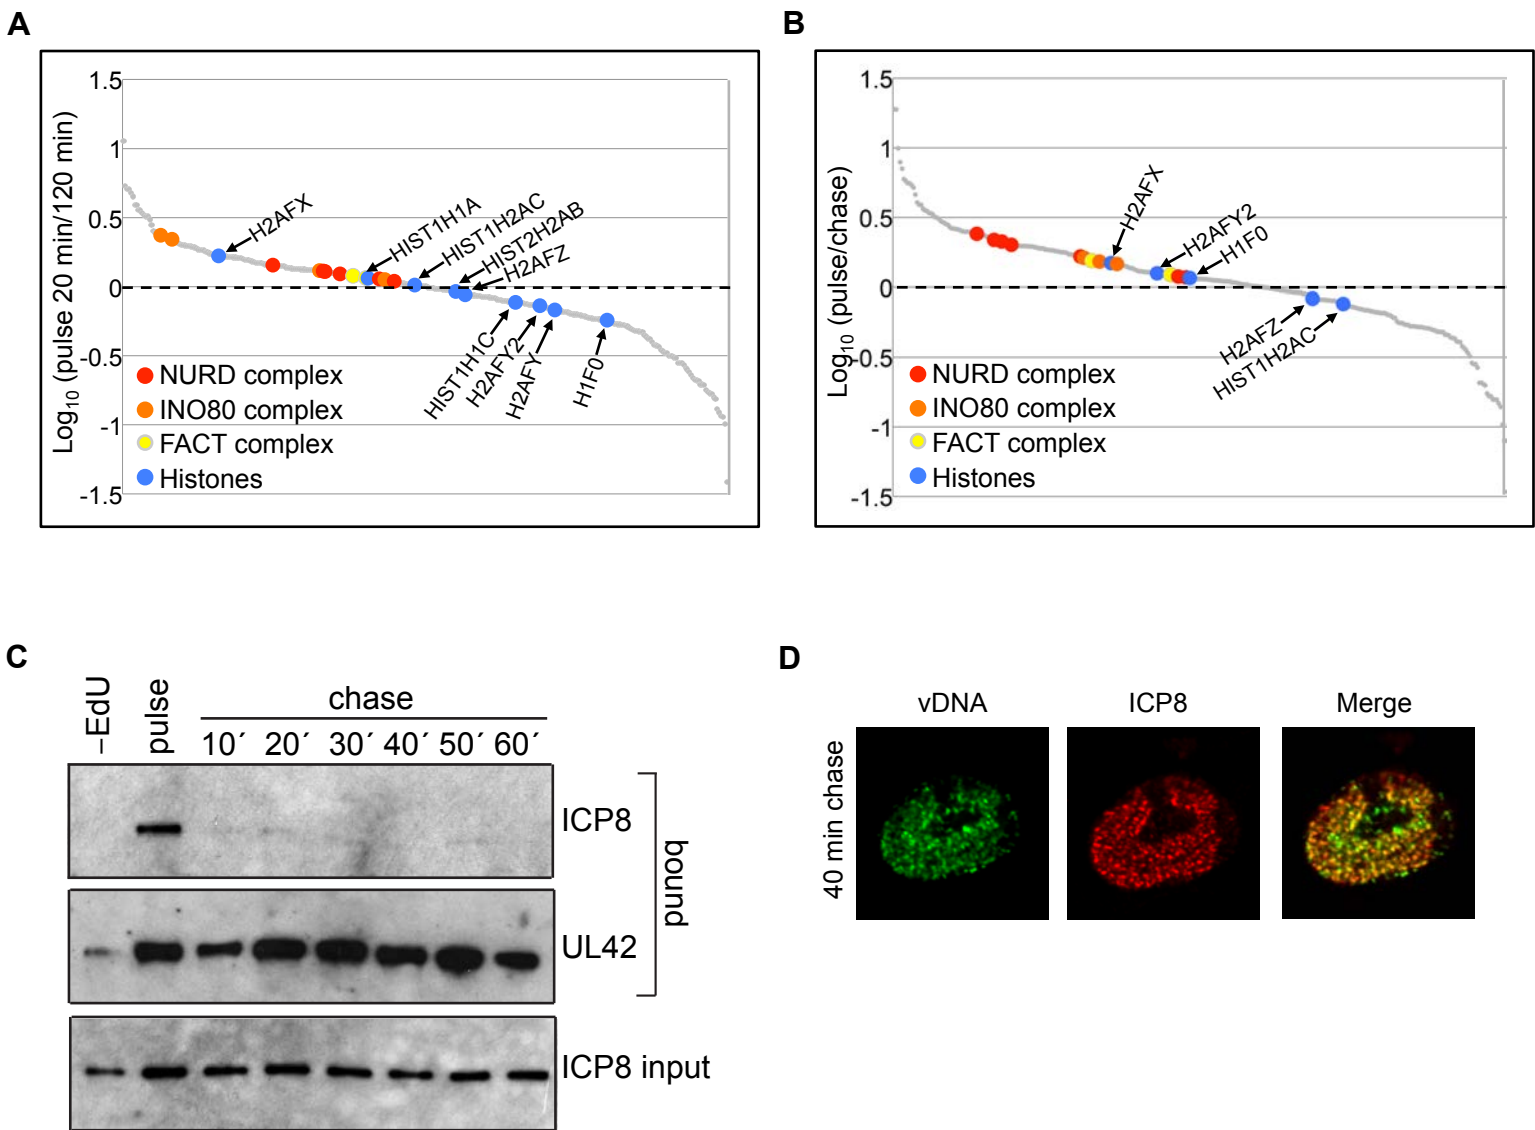 A
Log10 (pulse 20 min/120 min)
1.5
1
0.5
0
-0.5
-1
-1.5
H2AFX
HIST1H1A
HIST1H2AC
HIST2H2AB
H2AFZ
HIST1H1C
H2AFY2
H2AFY
H1F0
NURD complex
INO80 complex
FACT complex
Histones
B
Log10 (pulse/chase)
1.5
1
0.5
0
-0.5
-1
-1.5
H2AFX
H2AFY2
H1F0
H2AFZ
HIST1H2AC
NURD complex
INO80 complex
FACT complex
Histones
C
–EdU
pulse
chase
10´ 20´ 30´ 40´ 50´ 60´
ICP8
UL42
bound
ICP8 input
D
vDNA ICP8 Merge
40 min chase